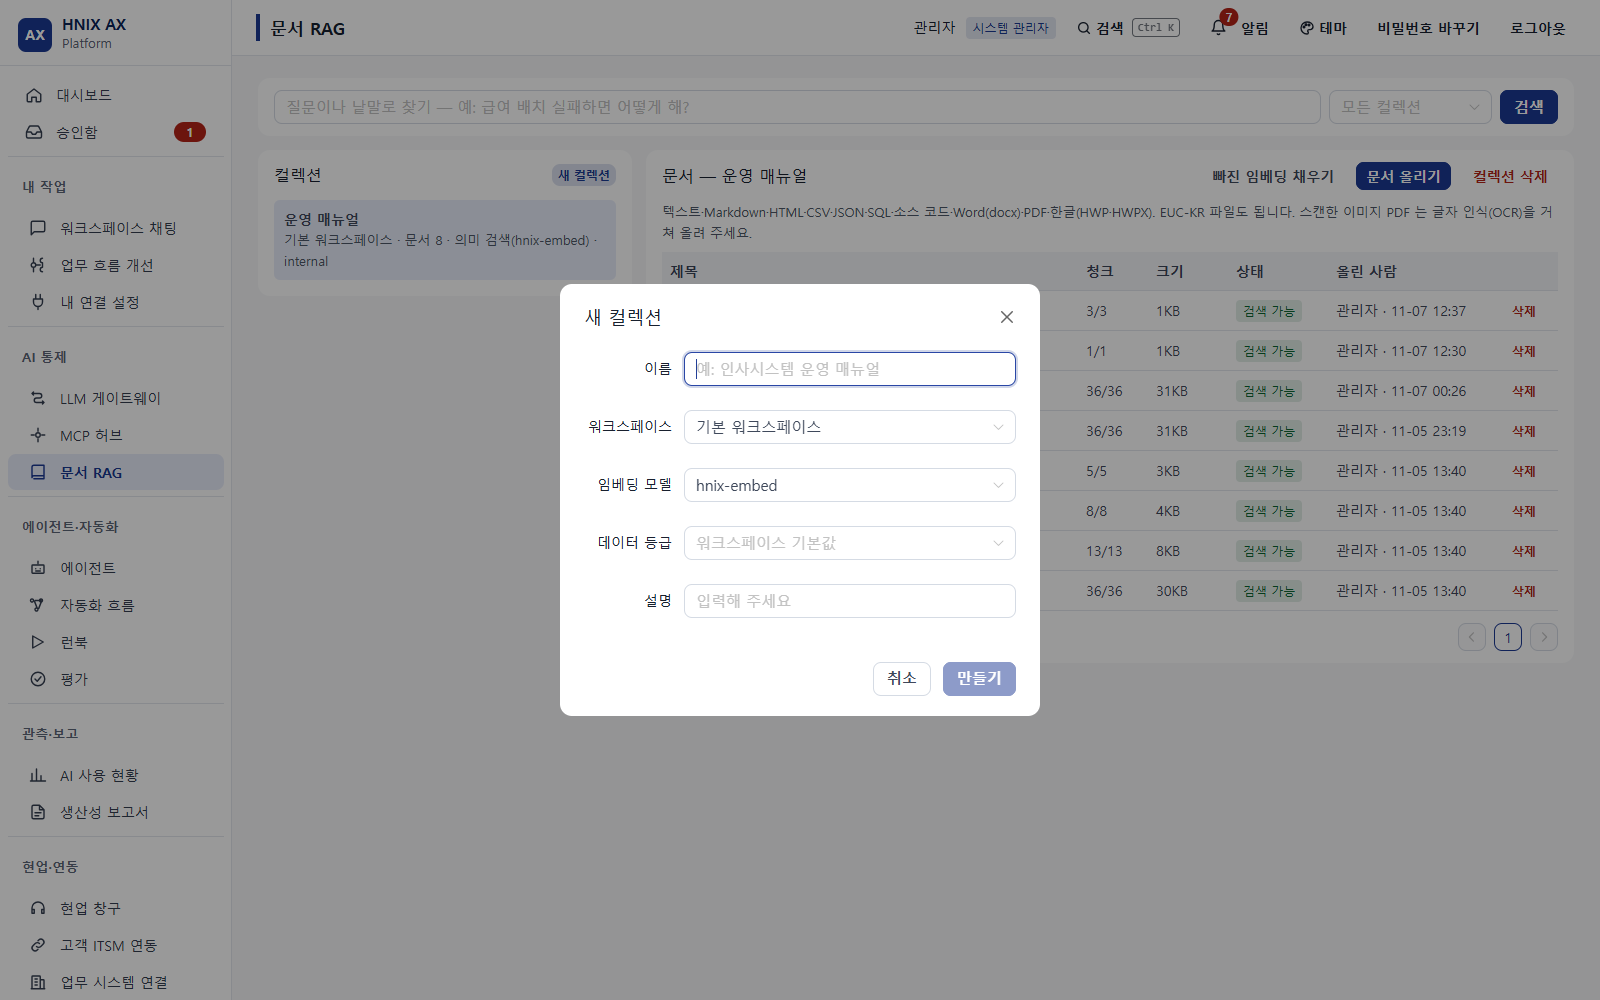 AX
HNIX AX
Platform
문서 RAG
관리자
시스템 관리자
검색
Ctrl K
7
알림
테마
비밀번호 바꾸기
로그아웃
대시보드
승인함
1
내 작업
워크스페이스 채팅
업무 흐름 개선
내 연결 설정
AI 통제
LLM 게이트웨이
MCP 허브
문서 RAG
에이전트·자동화
에이전트
자동화 흐름
런북
평가
관측·보고
AI 사용 현황
생산성 보고서
현업·연동
현업 창구
고객 ITSM 연동
업무 시스템 연결
질문이나 낱말로 찾기 — 예: 급여 배치 실패하면 어떻게 해?
모든 컬렉션
검색
컬렉션
새 컬렉션
운영 매뉴얼
기본 워크스페이스 · 문서 8 · 의미 검색(hnix-embed) ·
internal
문서 — 운영 매뉴얼
빠진 임베딩 채우기
문서 올리기
컬렉션 삭제
텍스트·Markdown·HTML·CSV·JSON·SQL·소스 코드·Word(docx)·PDF·한글(HWP·HWPX). EUC-KR 파일도 됩니다. 스캔한 이미지 PDF 는 글자 인식(OCR)을 거
쳐 올려 주세요.
제목 청크 크기 상태 올린 사람
3/3 1KB 검색 가능 관리자 · 11-07 12:37 삭제
1/1 1KB 검색 가능 관리자 · 11-07 12:30 삭제
36/36 31KB 검색 가능 관리자 · 11-07 00:26 삭제
36/36 31KB 검색 가능 관리자 · 11-05 23:19 삭제
5/5 3KB 검색 가능 관리자 · 11-05 13:40 삭제
8/8 4KB 검색 가능 관리자 · 11-05 13:40 삭제
13/13 8KB 검색 가능 관리자 · 11-05 13:40 삭제
36/36 30KB 검색 가능 관리자 · 11-05 13:40 삭제
1
새 컬렉션
이름
예: 인사시스템 운영 매뉴얼
워크스페이스
기본 워크스페이스
임베딩 모델
hnix-embed
데이터 등급
워크스페이스 기본값
설명
입력해 주세요
취소
만들기